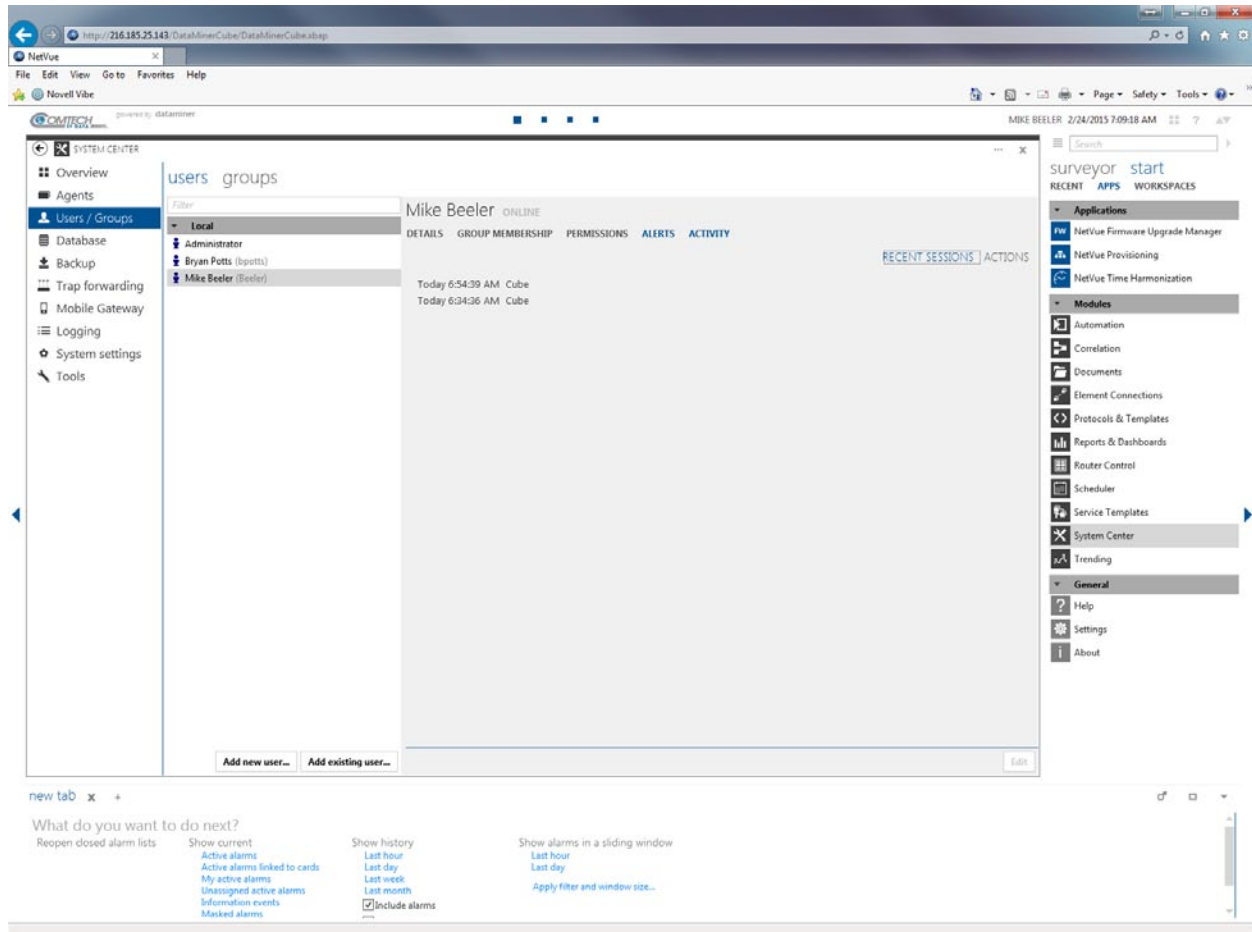 http://216.185.25.143/DataMinerCube/DataMinerCube.xbap
NetVue
File Edit View Go to Favorites Help
Novell Vibe
Page Safety Tools
COMTECH EF DATA powered by dataminer
MIKE BEELER 2/24/2015 7:09:18 AM ?
SYSTEM CENTER
... x
Search
Overview
Agents
Users / Groups
Database
Backup
Trap forwarding
Mobile Gateway
Logging
System settings
Tools
users groups
Filter
Local
Administrator
Bryan Potts (bpotts)
Mike Beeler (Beeler)
Add new user...
Add existing user...
Mike Beeler ONLINE
DETAILS GROUP MEMBERSHIP PERMISSIONS ALERTS ACTIVITY
RECENT SESSIONS ACTIONS
Today 6:54:39 AM Cube
Today 6:34:36 AM Cube
Edit
surveyor start
RECENT APPS WORKSPACES
Applications
FW NetVue Firmware Upgrade Manager
NetVue Provisioning
NetVue Time Harmonization
Modules
Automation
Correlation
Documents
Element Connections
Protocols & Templates
Reports & Dashboards
Router Control
Scheduler
Service Templates
System Center
Trending
General
? Help
Settings
i About
new tab x +
What do you want to do next?
Reopen closed alarm lists
Show current
Active alarms
Active alarms linked to cards
My active alarms
Unassigned active alarms
Information events
Masked alarms
Show history
Last hour
Last day
Last week
Last month
Include alarms
Show alarms in a sliding window
Last hour
Last day
Apply filter and window size...